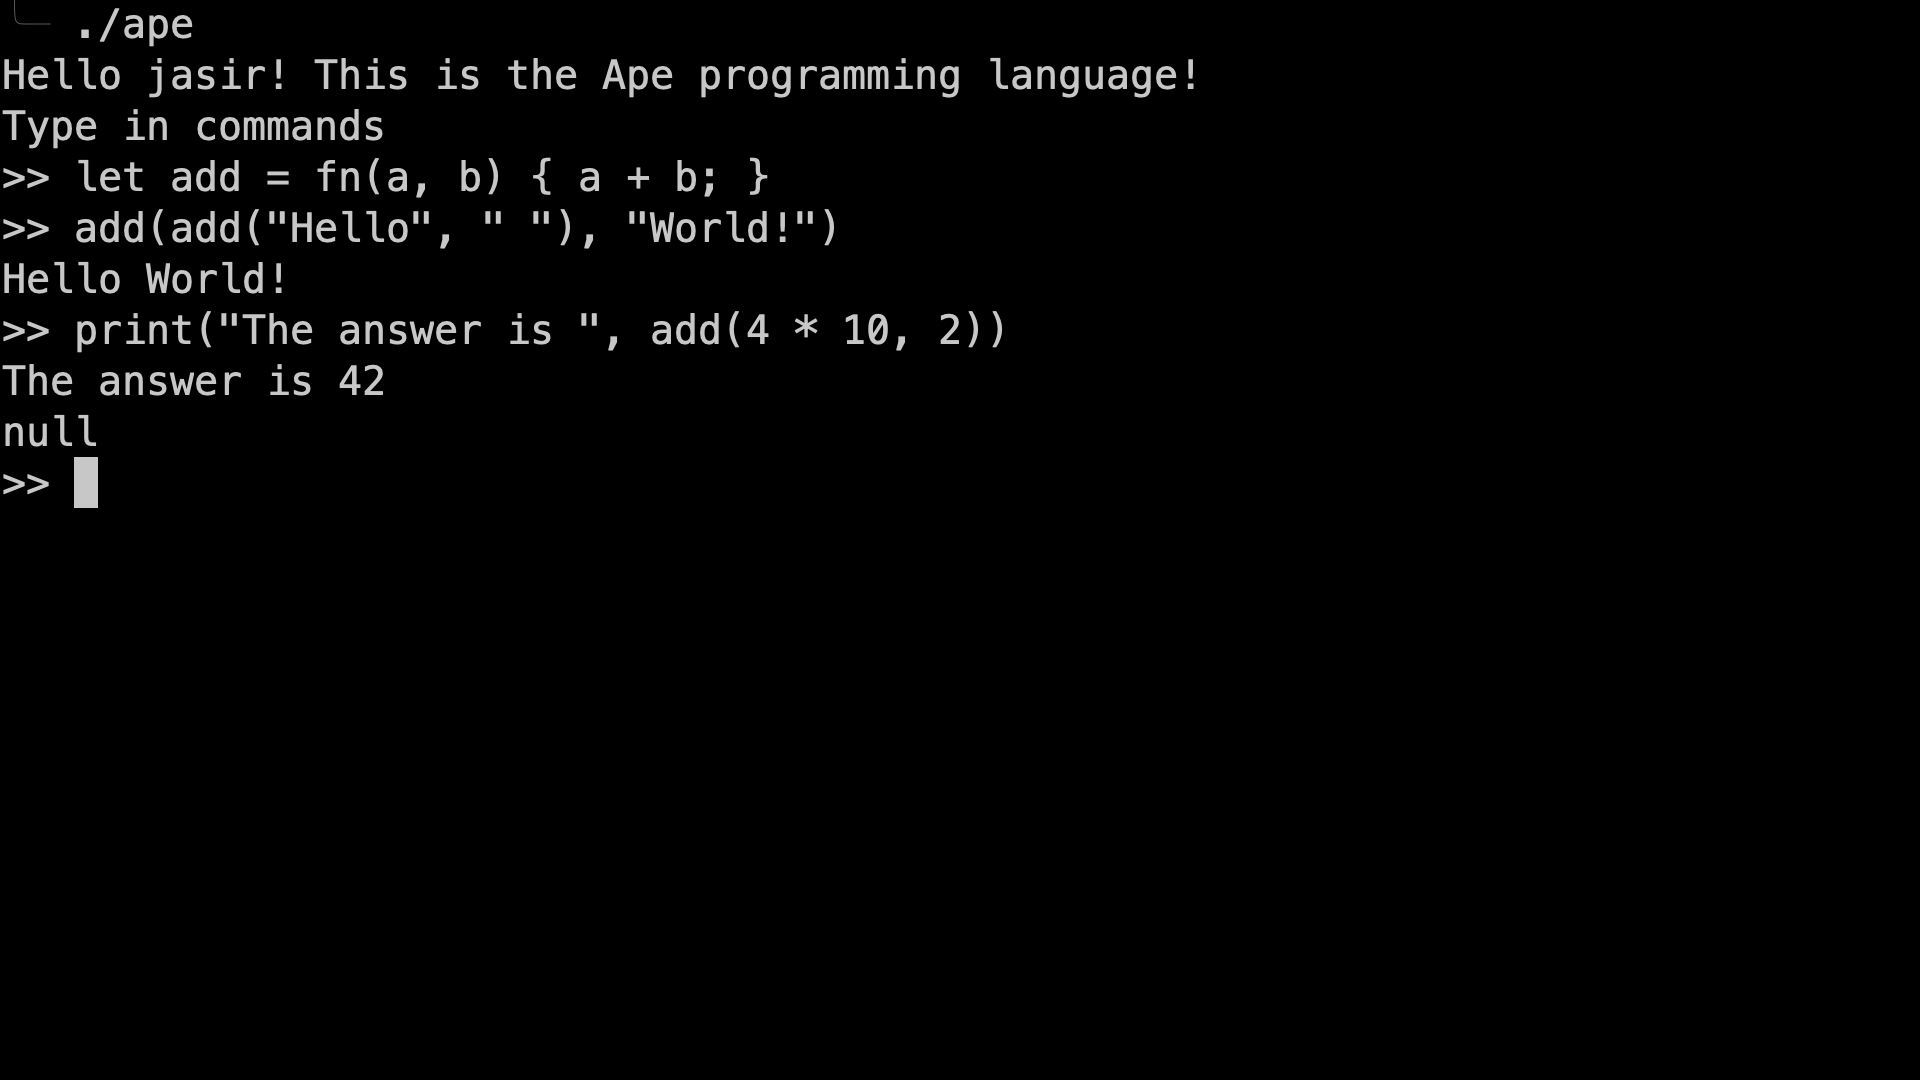 ./ape
Hello jasir! This is the Ape programming language!
Type in commands
>> let add = fn(a, b) { a + b; }
>> add(add("Hello", " "), "World!")
Hello World!
>> print("The answer is ", add(4 * 10, 2))
The answer is 42
null
>>